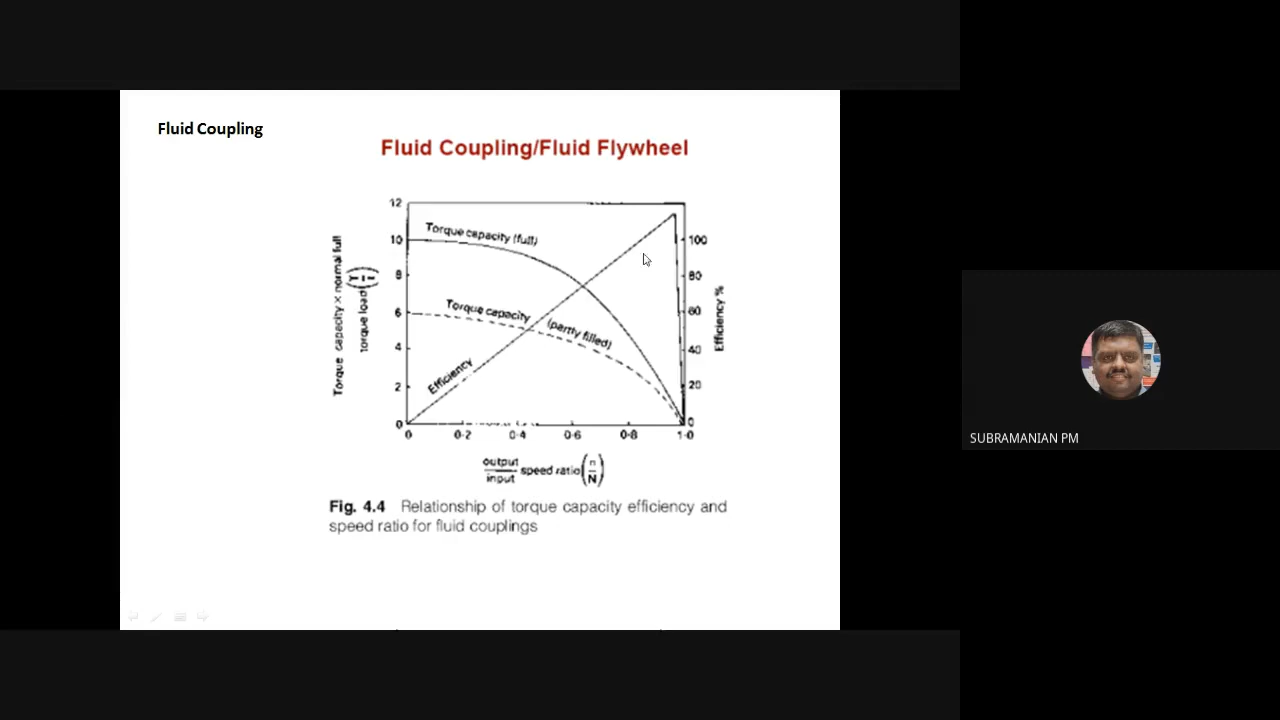 Fluid Coupling
Fluid Coupling/Fluid Flywheel
Torque capacity × normal full
torque load
12
10
8
6
4
2
0
Torque capacity (full)
Torque capacity (partly filled)
Efficiency
100
80
60
40
20
0
Efficiency %
0 0·2 0·4 0·6 0·8 1·0
output
input speed ratio (n/N)
Fig. 4.4 Relationship of torque capacity efficiency and
speed ratio for fluid couplings
SUBRAMANIAN PM